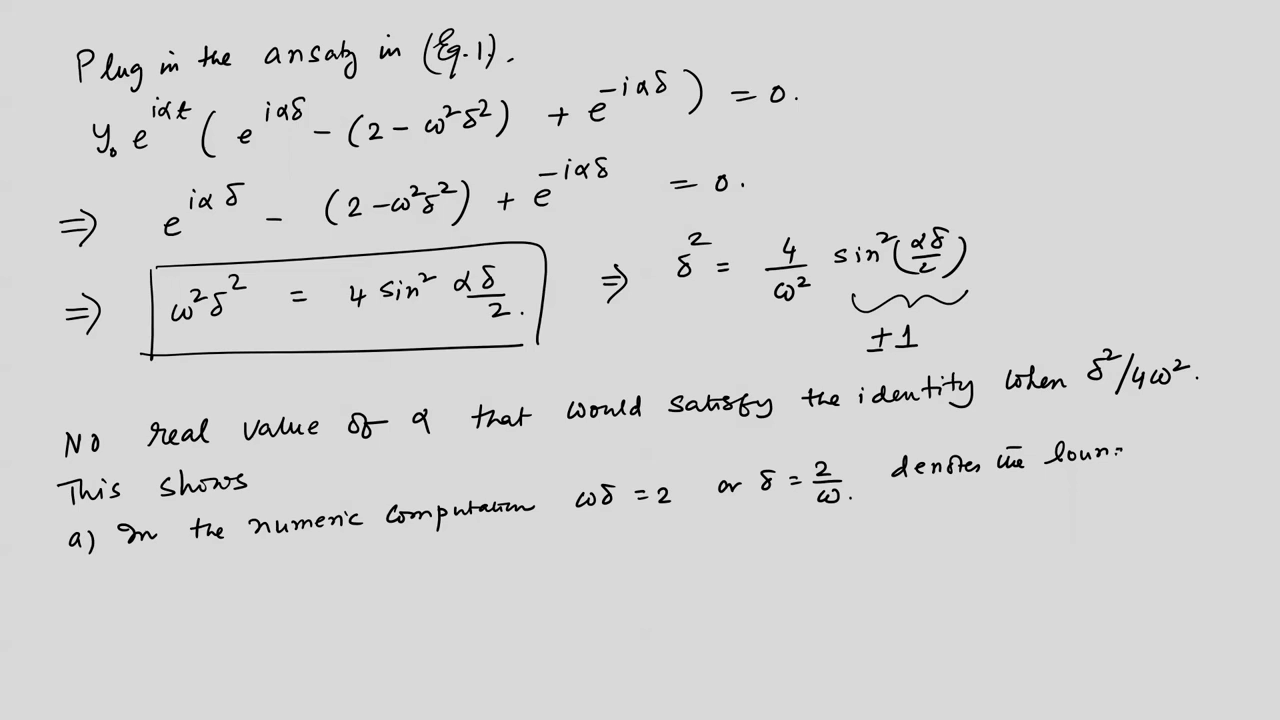 Plug in the ansatz in (Eq.1).
y₀ e^{iαt} ( e^{iαδ} - (2 - ω²δ²) + e^{-iαδ} ) = 0.
⇒ e^{iαδ} - (2 - ω²δ²) + e^{-iαδ} = 0.
⇒ ω²δ² = 4 sin² αδ/2. ⇒ δ² = 4/ω² sin²(αδ/2)
±1
No real value of α that would satisfy the identity when δ²/4ω².
This shows
a) In the numeric computation ωδ = 2 or δ = 2/ω. denotes the